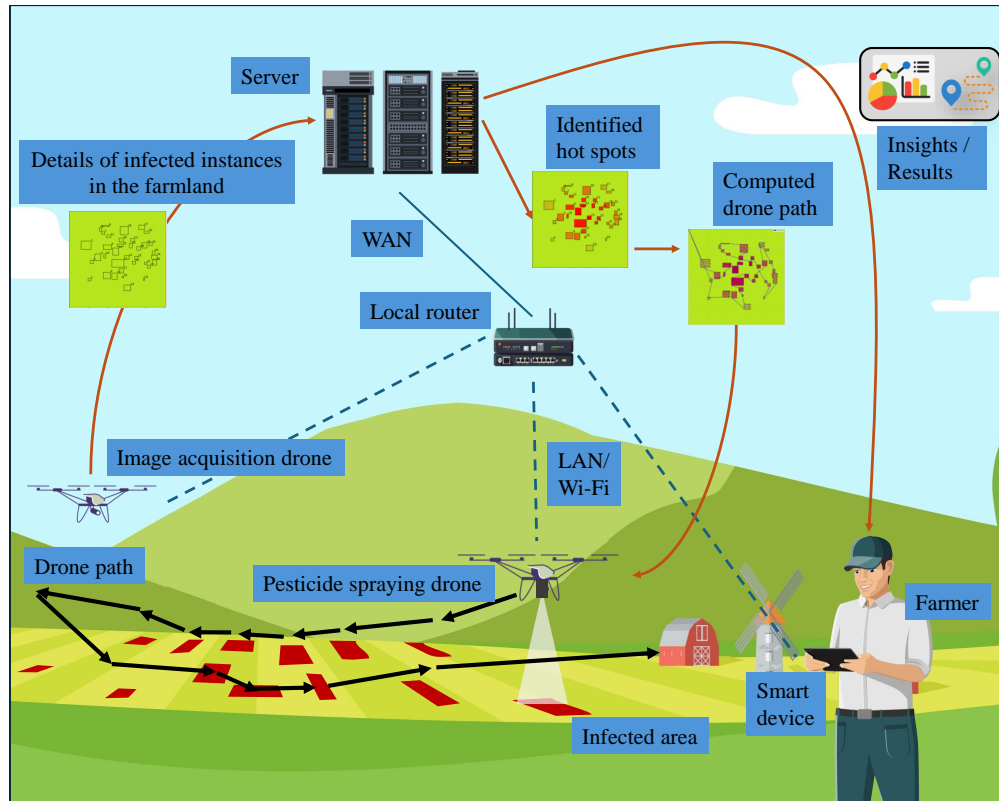 Server
Details of infected instances
in the farmland
Identified
hot spots
Computed
drone path
Insights /
Results
WAN
Local router
Image acquisition drone
LAN/
Wi-Fi
Drone path
Pesticide spraying drone
Farmer
Smart
device
Infected area